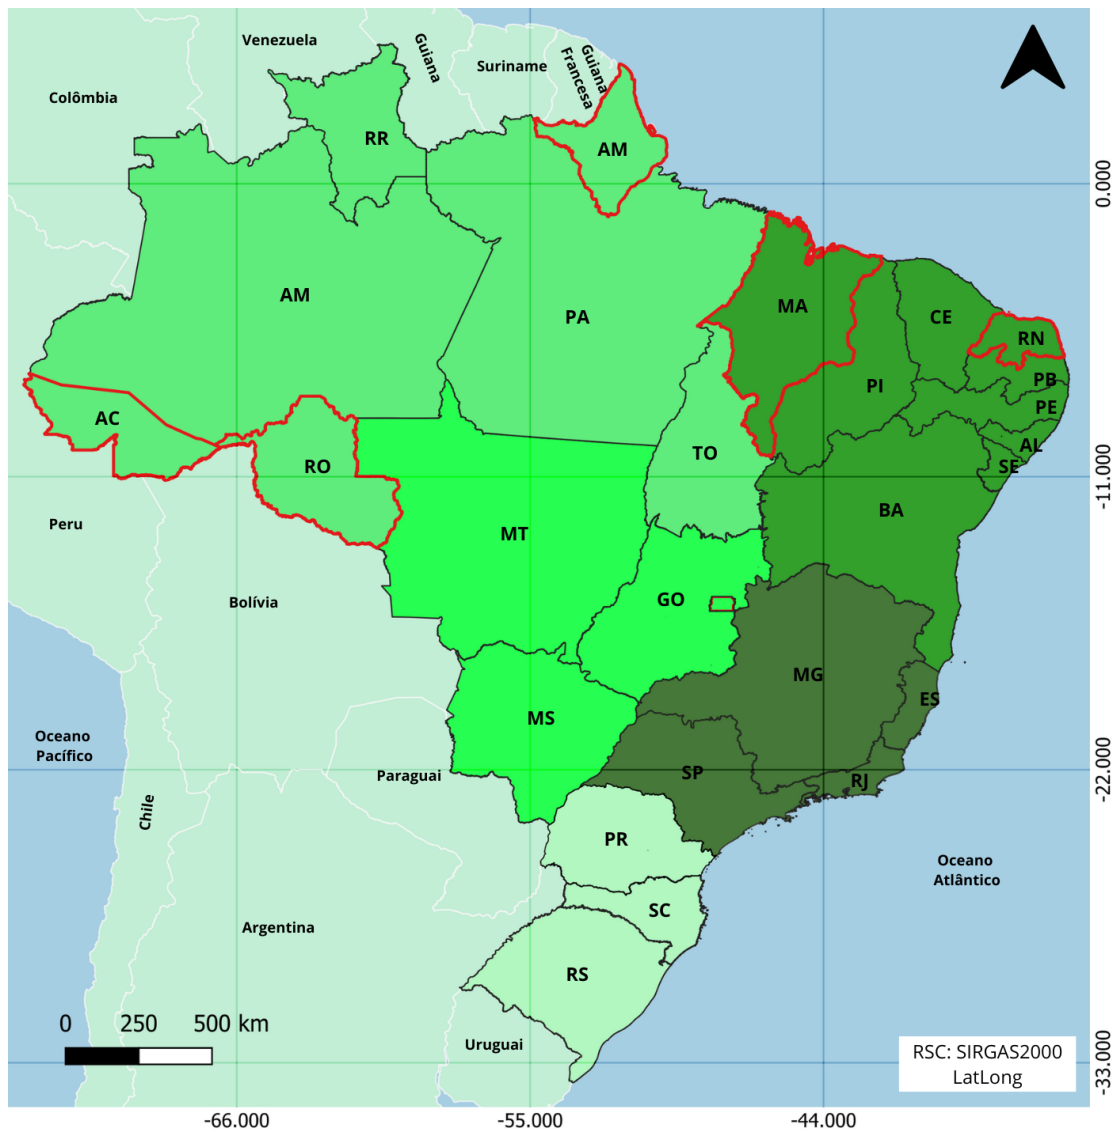 Venezuela
Guiana
Suriname
Guiana
Francesa
Colômbia
RR
AM
0.000
AM
PA
MA
CE
RN
PI
PB
PE
AC
AL
TO
RO
SE
-11.000
BA
Peru
MT
Bolívia
GO
MG
ES
MS
Oceano
Pacífico
Paraguai
SP
RJ
-22.000
Chile
PR
Oceano
Atlântico
SC
Argentina
RS
0 250 500 km
Uruguai
RSC: SIRGAS2000
LatLong
-33.000
-66.000 -55.000 -44.000